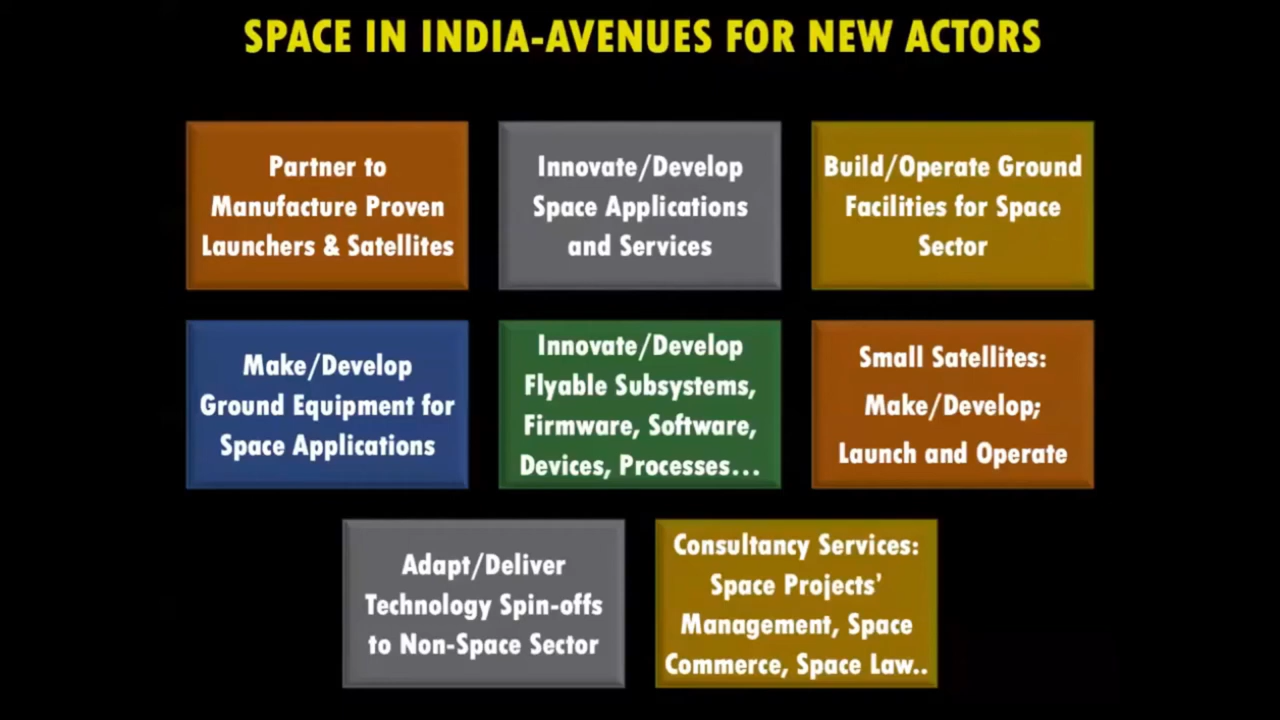 SPACE IN INDIA-AVENUES FOR NEW ACTORS
Partner to
Manufacture Proven
Launchers & Satellites
Innovate/Develop
Space Applications
and Services
Build/Operate Ground
Facilities for Space
Sector
Make/Develop
Ground Equipment for
Space Applications
Innovate/Develop
Flyable Subsystems,
Firmware, Software,
Devices, Processes...
Small Satellites:
Make/Develop;
Launch and Operate
Adapt/Deliver
Technology Spin-offs
to Non-Space Sector
Consultancy Services:
Space Projects’
Management, Space
Commerce, Space Law..